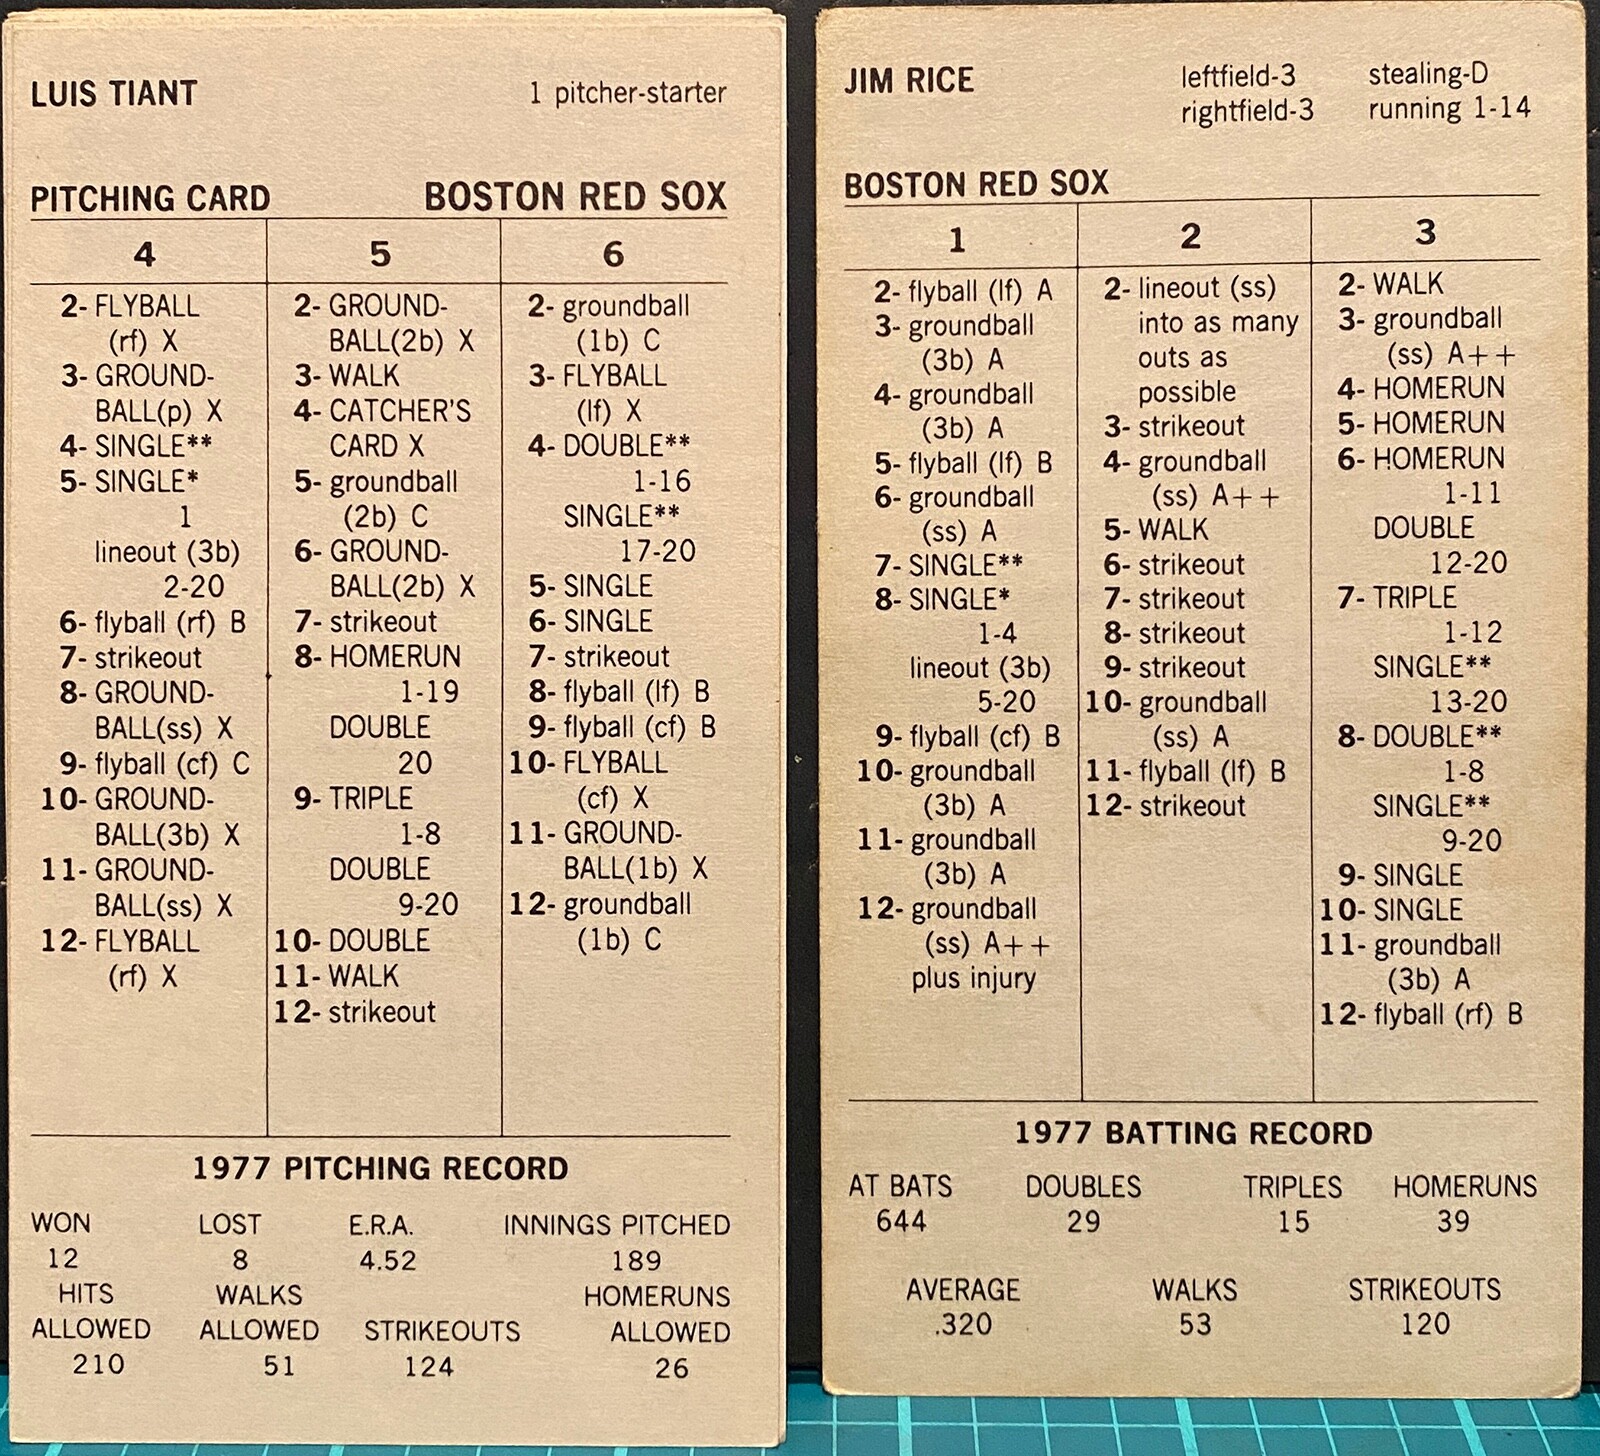 LUIS TIANT
1 pitcher-starter
PITCHING CARD
BOSTON RED SOX
4
2- FLYBALL
(rf) X
3- GROUND-
BALL(p) X
4- SINGLE**
5- SINGLE*
1
lineout (3b)
2-20
6- flyball (rf) B
7- strikeout
8- GROUND-
BALL(ss) X
9- flyball (cf) C
10- GROUND-
BALL(3b) X
11- GROUND-
BALL(ss) X
12- FLYBALL
(rf) X
5
2- GROUND-
BALL(2b) X
3- WALK
4- CATCHER'S
CARD X
5- groundball
(2b) C
6- GROUND-
BALL(2b) X
7- strikeout
8- HOMERUN
1-19
DOUBLE
20
9- TRIPLE
1-8
DOUBLE
9-20
10- DOUBLE
11- WALK
12- strikeout
6
2- groundball
(1b) C
3- FLYBALL
(lf) X
4- DOUBLE**
1-16
SINGLE**
17-20
5- SINGLE
6- SINGLE
7- strikeout
8- flyball (lf) B
9- flyball (cf) B
10- FLYBALL
(cf) X
11- GROUND-
BALL(1b) X
12- groundball
(1b) C
1977 PITCHING RECORD
WON LOST E.R.A. INNINGS PITCHED
12 8 4.52 189
HITS WALKS HOMERUNS
ALLOWED ALLOWED STRIKEOUTS ALLOWED
210 51 124 26
JIM RICE
leftfield-3 stealing-D
rightfield-3 running 1-14
BOSTON RED SOX
1
2- flyball (lf) A
3- groundball
(3b) A
4- groundball
(3b) A
5- flyball (lf) B
6- groundball
(ss) A
7- SINGLE**
8- SINGLE*
1-4
lineout (3b)
5-20
9- flyball (cf) B
10- groundball
(3b) A
11- groundball
(3b) A
12- groundball
(ss) A++
plus injury
2
2- lineout (ss)
into as many
outs as
possible
3- strikeout
4- groundball
(ss) A++
5- WALK
6- strikeout
7- strikeout
8- strikeout
9- strikeout
10- groundball
(ss) A
11- flyball (lf) B
12- strikeout
3
2- WALK
3- groundball
(ss) A++
4- HOMERUN
5- HOMERUN
6- HOMERUN
1-11
DOUBLE
12-20
7- TRIPLE
1-12
SINGLE**
13-20
8- DOUBLE**
1-8
SINGLE**
9-20
9- SINGLE
10- SINGLE
11- groundball
(3b) A
12- flyball (rf) B
1977 BATTING RECORD
AT BATS DOUBLES TRIPLES HOMERUNS
644 29 15 39
AVERAGE WALKS STRIKEOUTS
.320 53 120